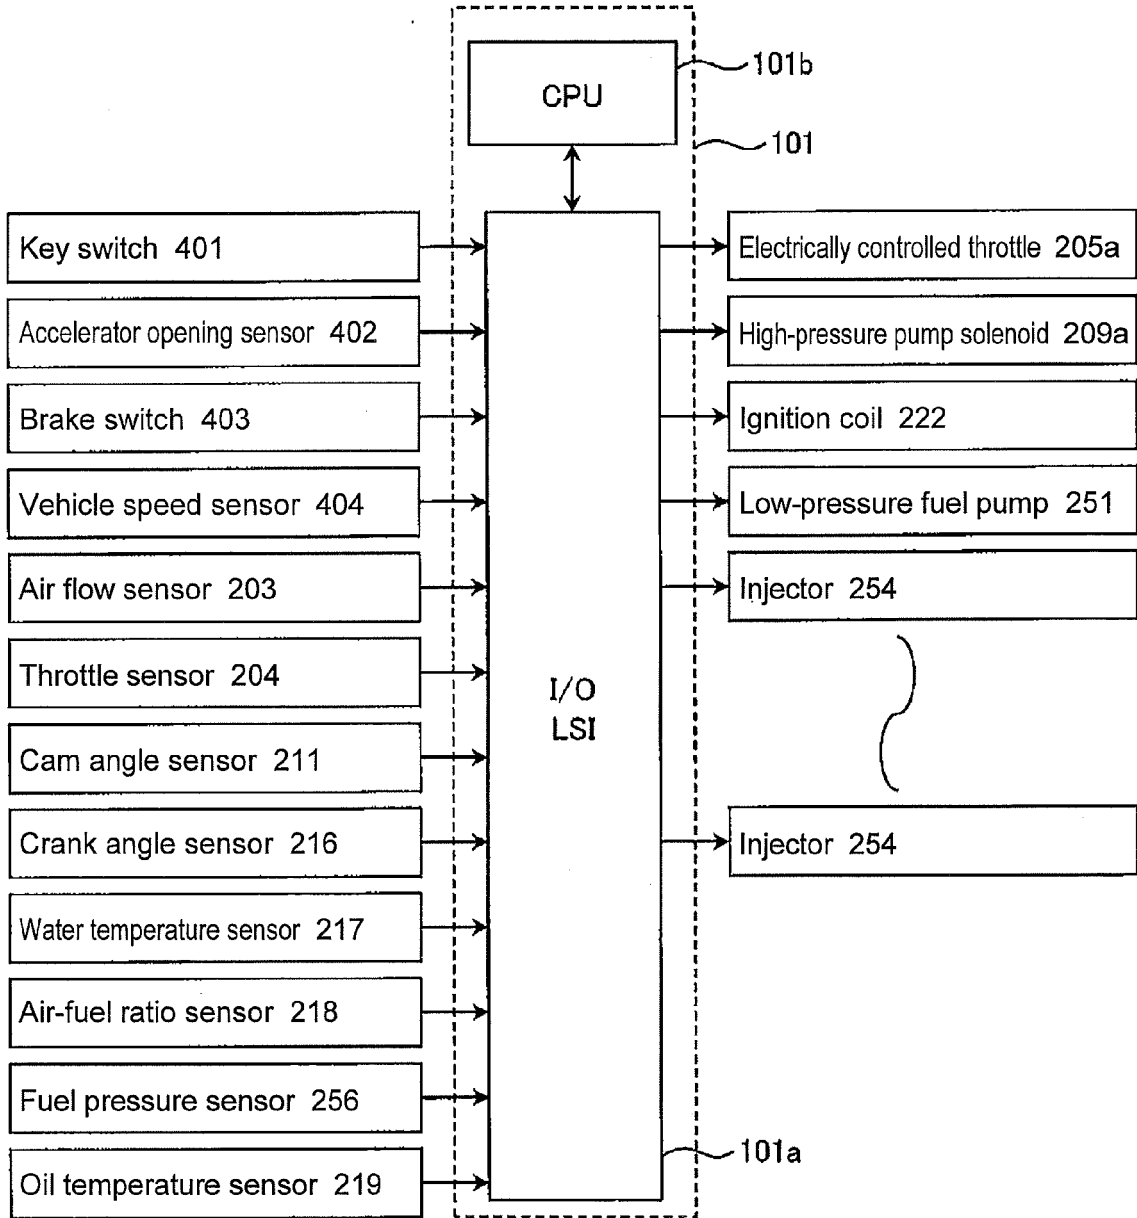 101b
CPU
101
Key switch 401
Accelerator opening sensor 402
Brake switch 403
Vehicle speed sensor 404
Air flow sensor 203
Throttle sensor 204
Cam angle sensor 211
Crank angle sensor 216
Water temperature sensor 217
Air-fuel ratio sensor 218
Fuel pressure sensor 256
Oil temperature sensor 219
I/O
LSI
101a
Electrically controlled throttle 205a
High-pressure pump solenoid 209a
Ignition coil 222
Low-pressure fuel pump 251
Injector 254
Injector 254